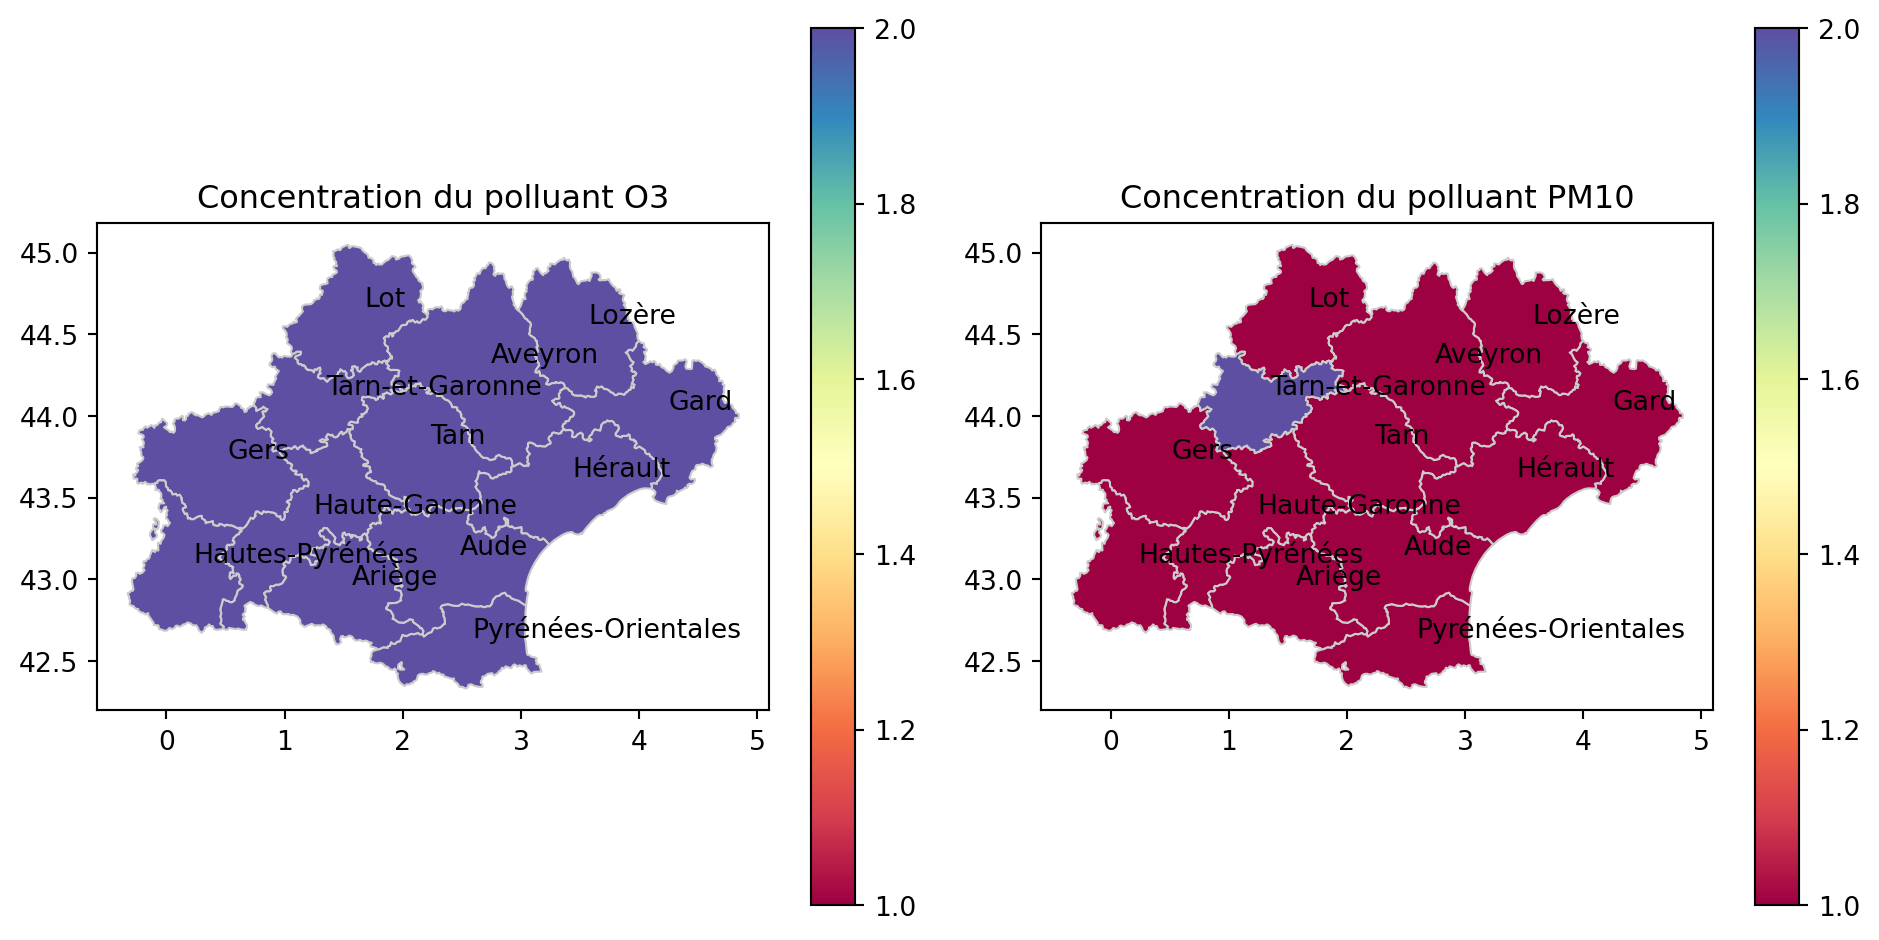 Concentration du polluant O3
45.0
44.5
44.0
43.5
43.0
42.5
0 1 2 3 4 5
Lot
Lozère
Aveyron
Tarn-et-Garonne
Gard
Tarn
Gers
Hérault
Haute-Garonne
Aude
Hautes-Pyrénées
Ariège
Pyrénées-Orientales
2.0
1.8
1.6
1.4
1.2
1.0
Concentration du polluant PM10
45.0
44.5
44.0
43.5
43.0
42.5
0 1 2 3 4 5
Lot
Lozère
Aveyron
Tarn-et-Garonne
Gard
Tarn
Gers
Hérault
Haute-Garonne
Aude
Hautes-Pyrénées
Ariège
Pyrénées-Orientales
2.0
1.8
1.6
1.4
1.2
1.0